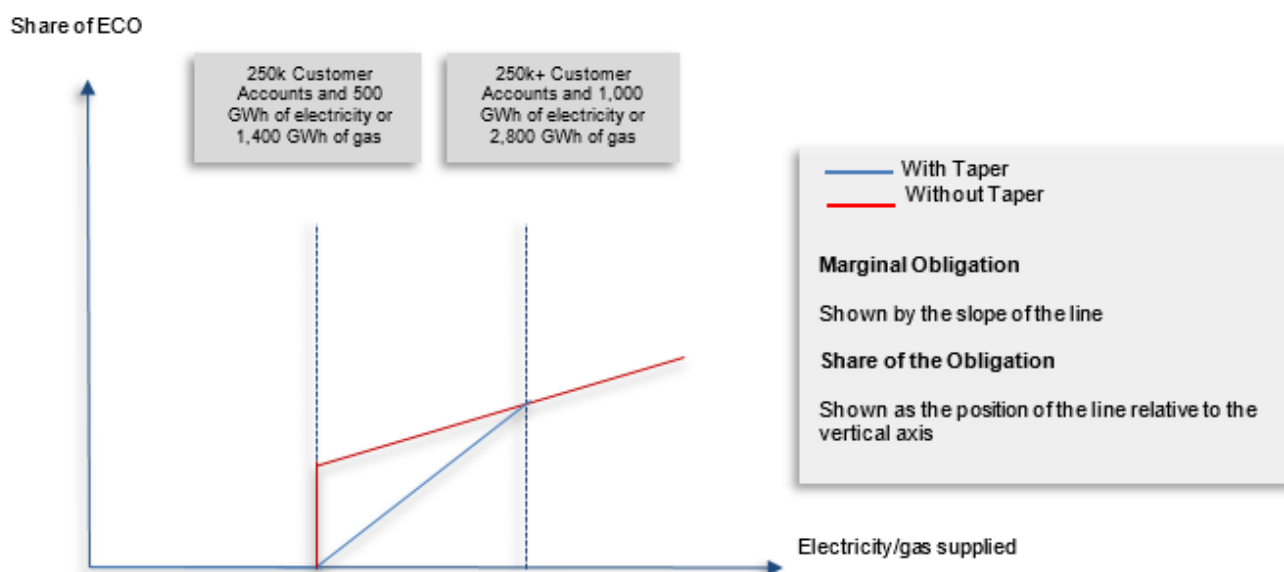 Share of ECO
250k Customer
Accounts and 500
GWh of electricity or
1,400 GWh of gas
250k+ Customer
Accounts and 1,000
GWh of electricity or
2,800 GWh of gas
With Taper
Without Taper
Marginal Obligation
Shown by the slope of the line
Share of the Obligation
Shown as the position of the line relative to the
vertical axis
Electricity/gas supplied